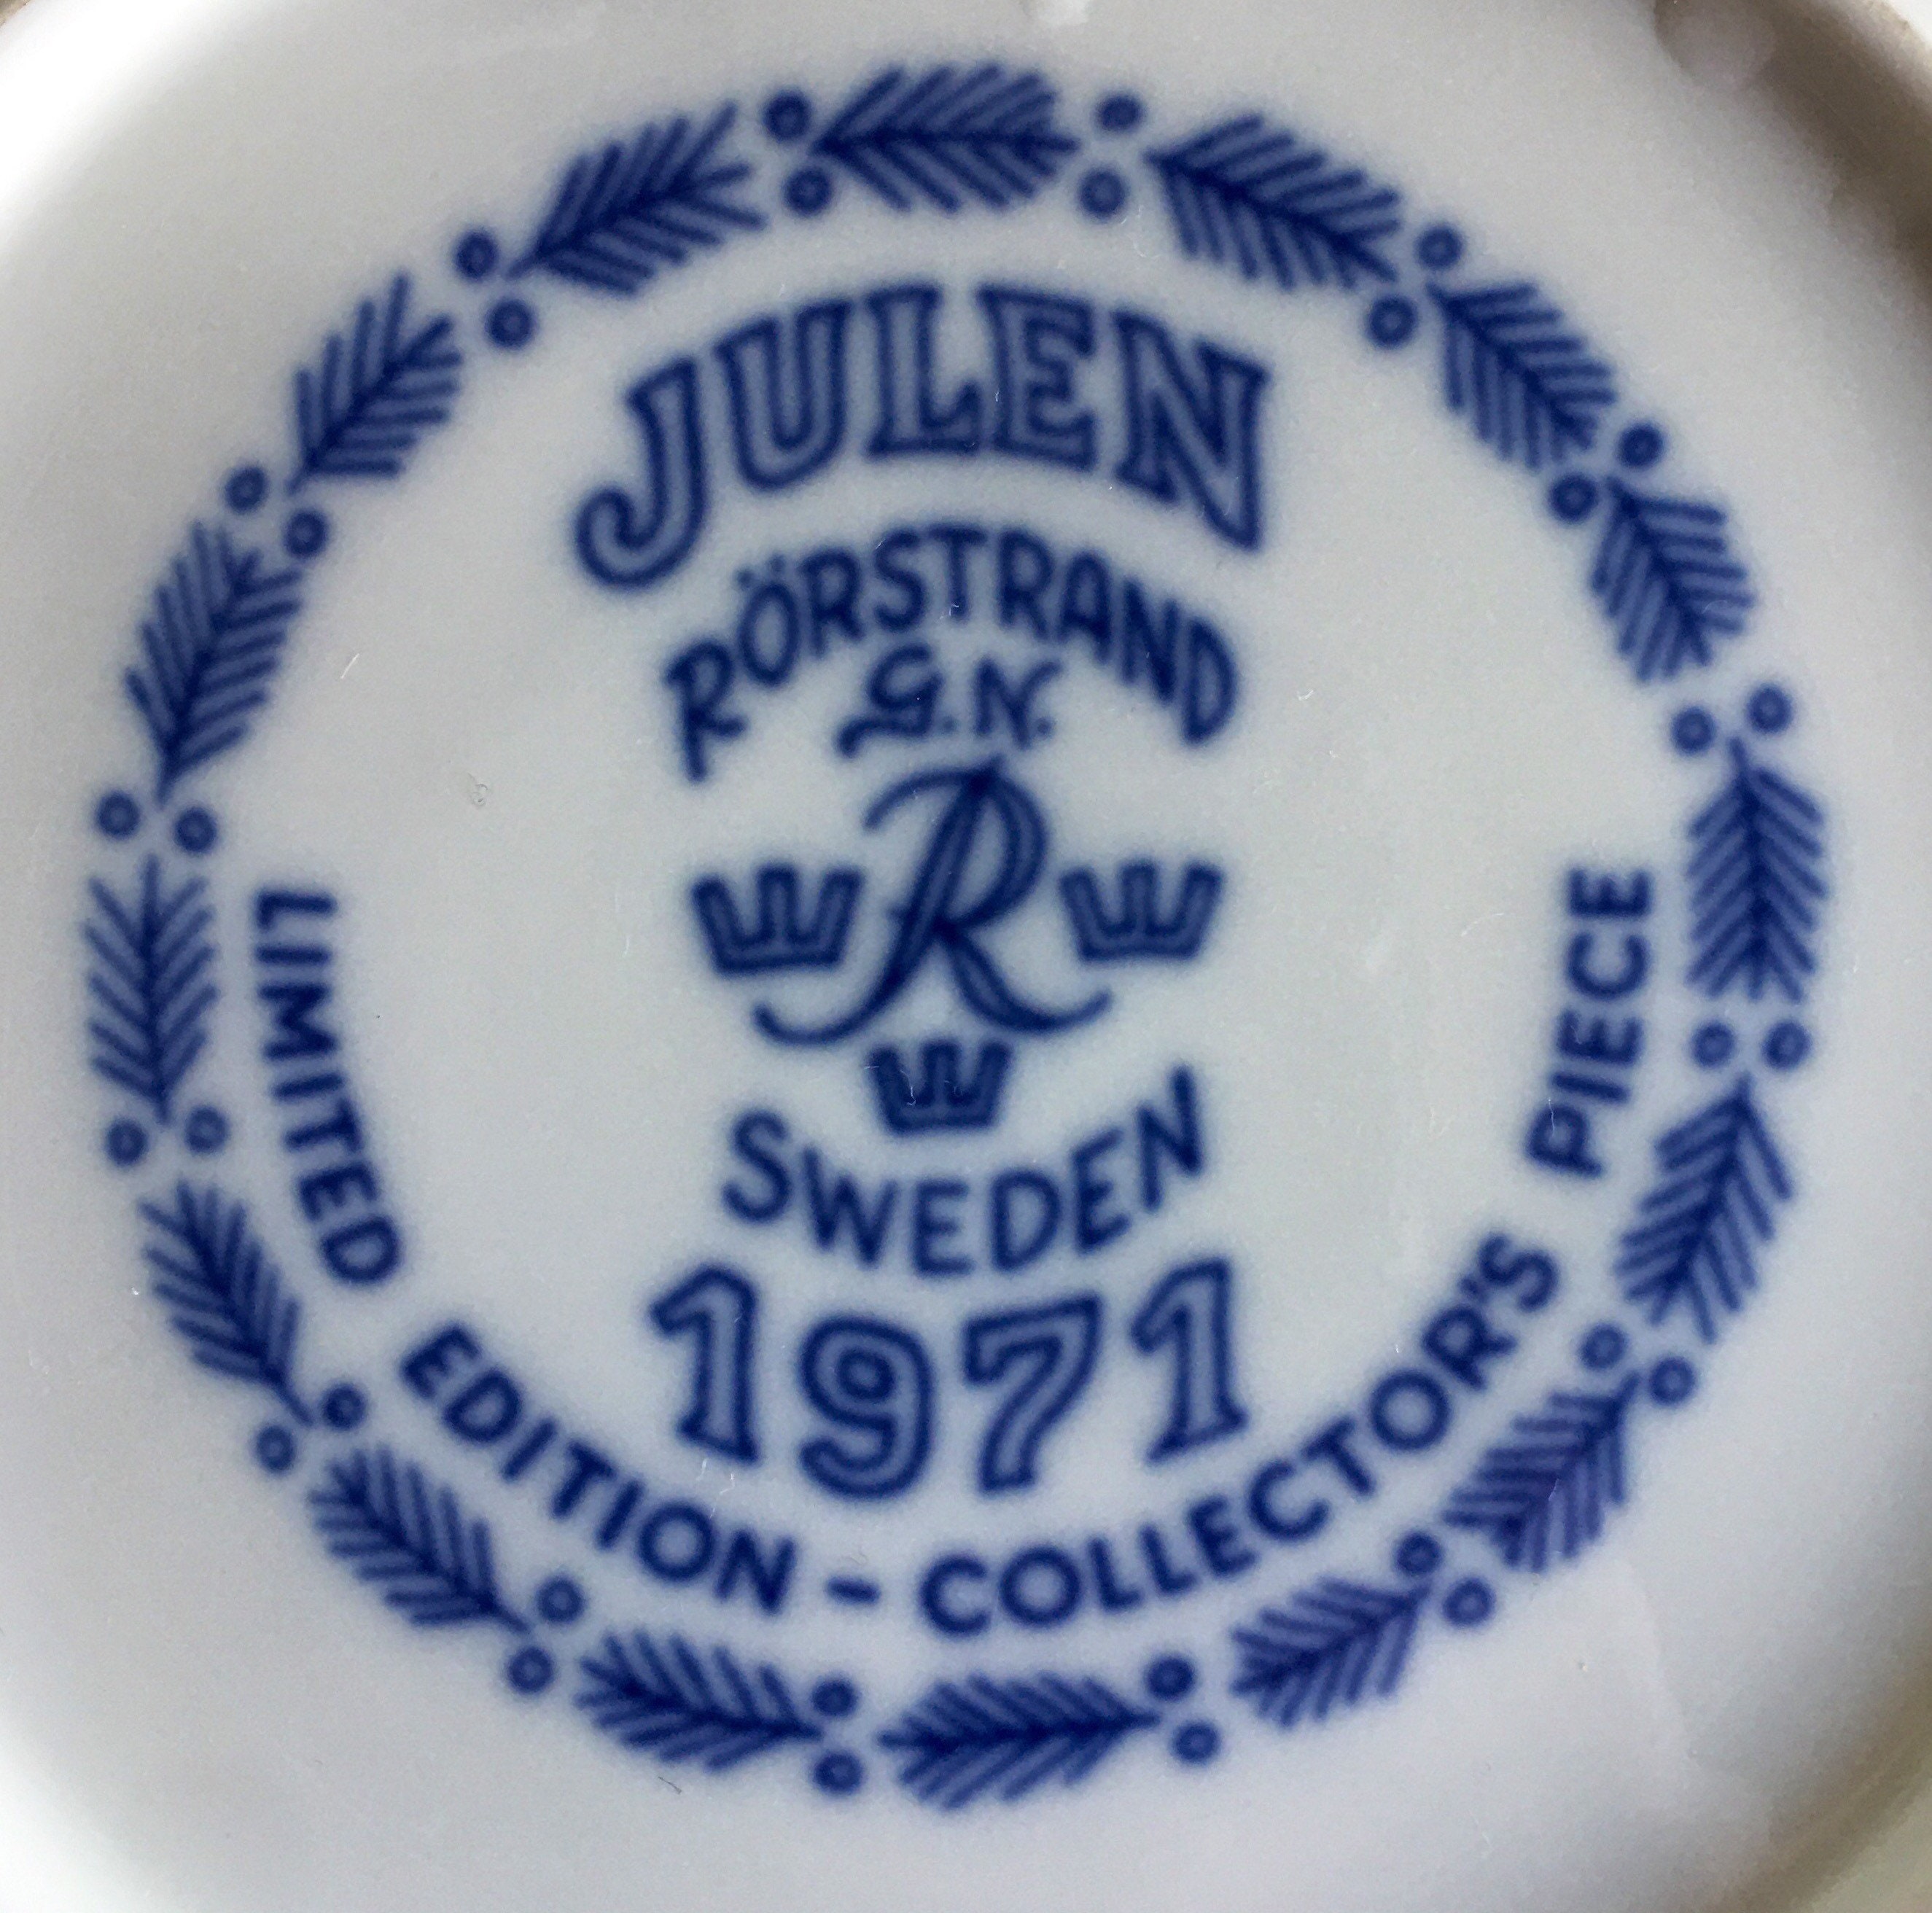 JULEN
RÖRSTRAND
G.N.
R
SWEDEN
1971
LIMITED EDITION - COLLECTOR'S PIECE